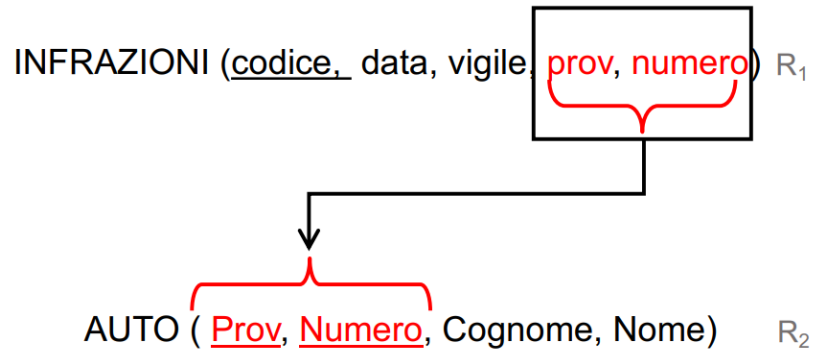 INFRAZIONI (codice, data, vigile, prov, numero) R1
AUTO ( Prov, Numero, Cognome, Nome) R2